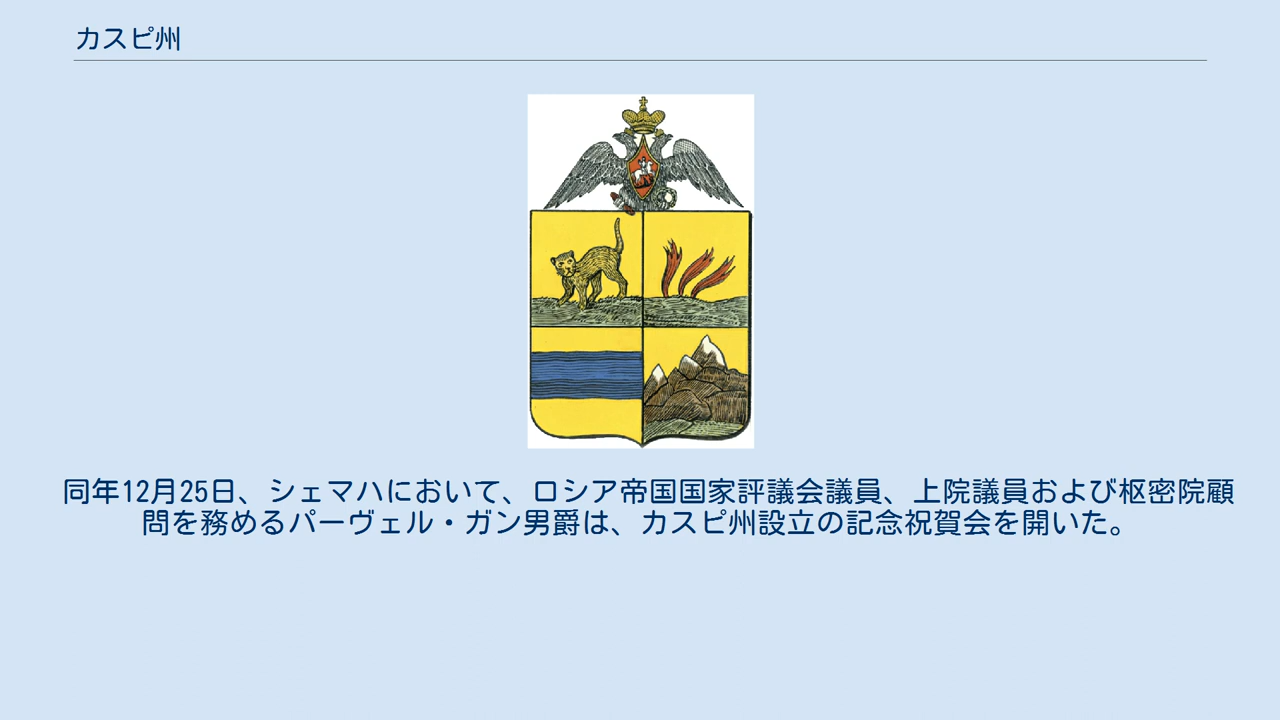 カスピ州
同年12月25日、シェマハにおいて、ロシア帝国国家評議会議員、上院議員および枢密院顧
問を務めるパーヴェル・ガン男爵は、カスピ州設立の記念祝賀会を開いた。